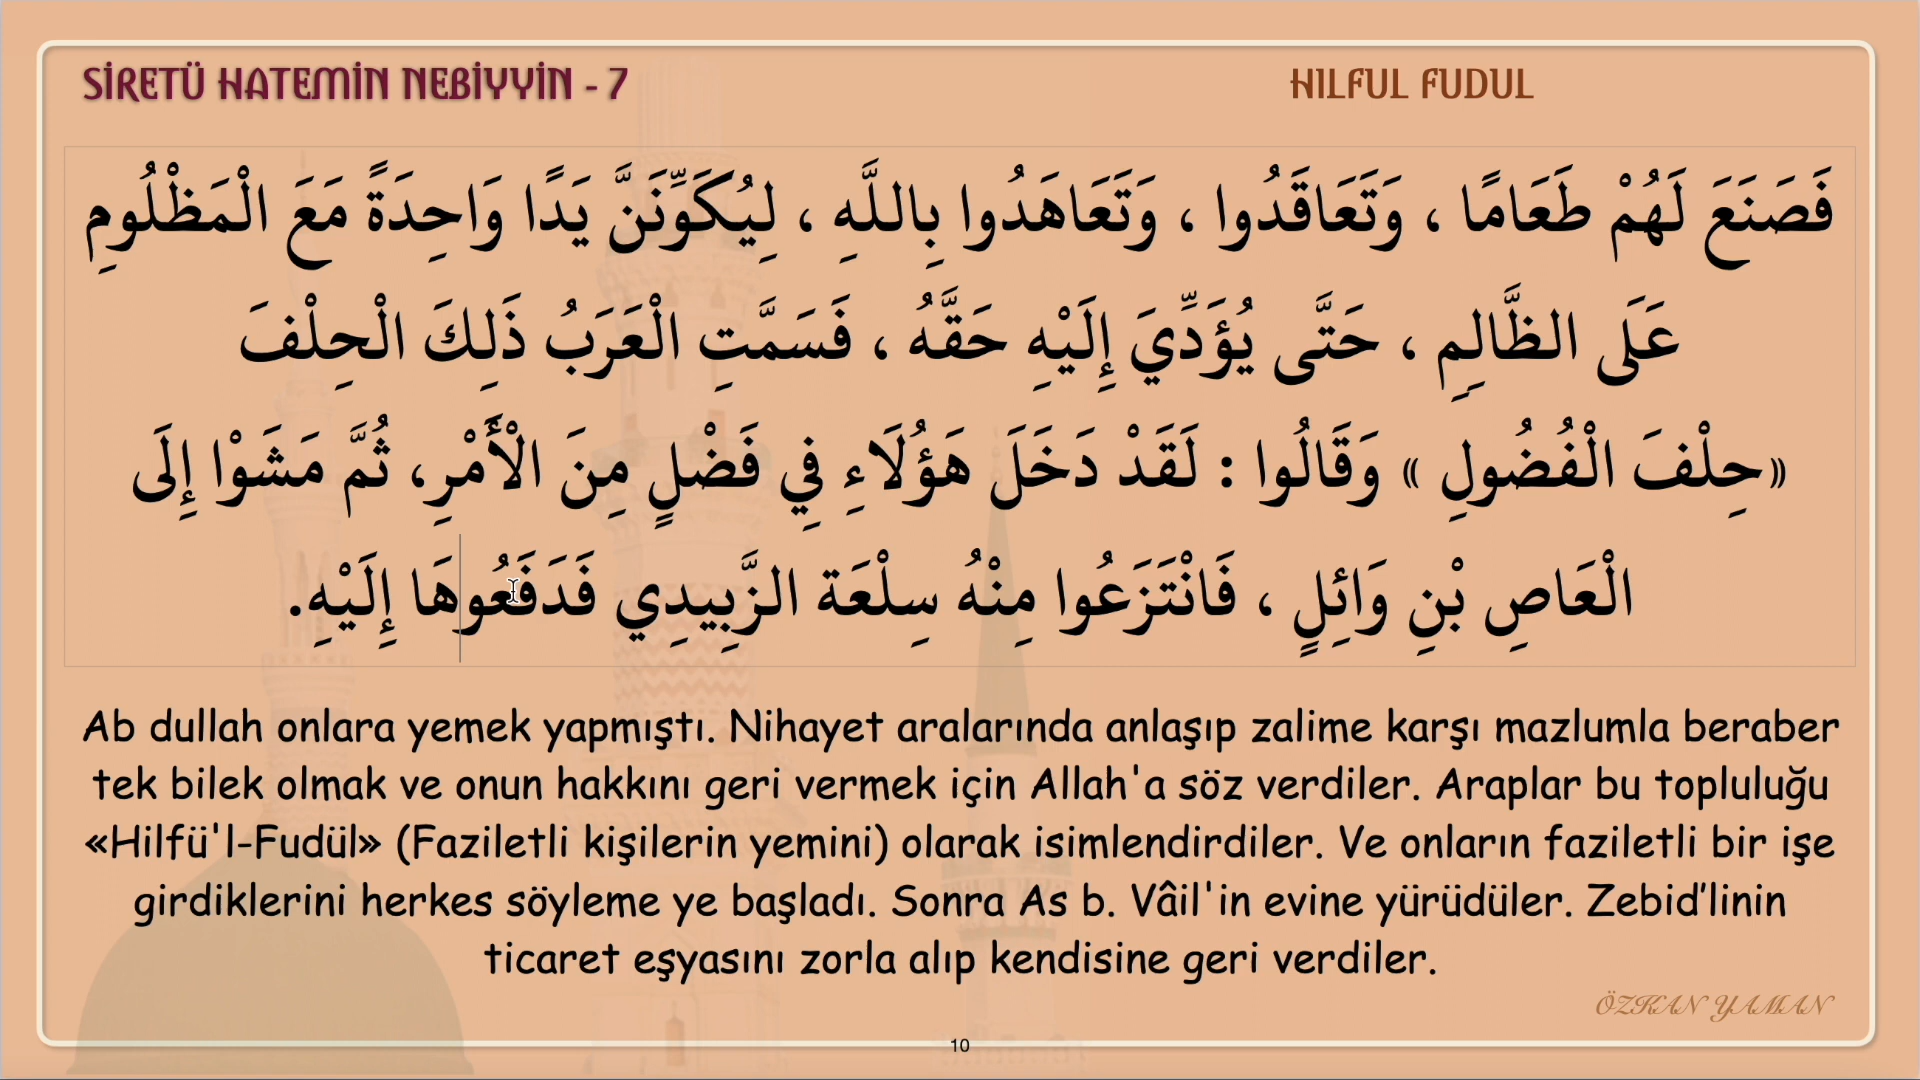 SİRETÜ HATEMİN NEBİYYİN - 7
HILFUL FUDUL
فَصَنَعَ لَهُمْ طَعَامًا ، وَتَعَاقَدُوا ، وَتَعَاهَدُوا بِاللَّهِ ، لِيُكَوِّنَنَّ يَدًا وَاحِدَةً مَعَ الْمَظْلُومِ
عَلَى الظَّالِمِ ، حَتَّى يُؤَدِّيَ إِلَيْهِ حَقَّهُ ، فَسَمَّتِ الْعَرَبُ ذَلِكَ الْحِلْفَ
«حِلْفَ الْفُضُولِ » وَقَالُوا : لَقَدْ دَخَلَ هَؤُلَاءِ فِي فَضْلٍ مِنَ الْأَمْرِ، ثُمَّ مَشَوْا إِلَى
الْعَاصِ بْنِ وَائِلٍ ، فَانْتَزَعُوا مِنْهُ سِلْعَة الزَّبِيدِي فَدَفَعُوهَا إِلَيْهِ.
Ab dullah onlara yemek yapmıştı. Nihayet aralarında anlaşıp zalime karşı mazlumla beraber
tek bilek olmak ve onun hakkını geri vermek için Allah'a söz verdiler. Araplar bu topluluğu
«Hilfü'l-Fudül» (Faziletli kişilerin yemini) olarak isimlendirdiler. Ve onların faziletli bir işe
girdiklerini herkes söyleme ye başladı. Sonra As b. Vâil'in evine yürüdüler. Zebid’linin
ticaret eşyasını zorla alıp kendisine geri verdiler.
ÖZKAN YAMAN
10